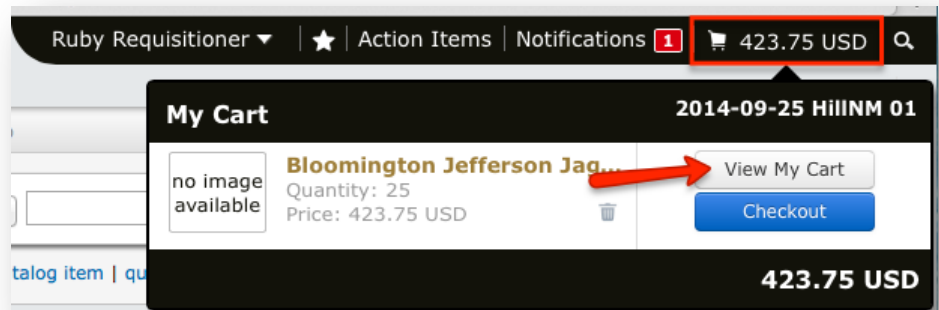 Ruby Requisitioner ▼ | ★ | Action Items | Notifications 1 423.75 USD
My Cart 2014-09-25 HillNM 01
no image available
Bloomington Jefferson Jag...
Quantity: 25
Price: 423.75 USD
View My Cart
Checkout
talog item | qu
423.75 USD